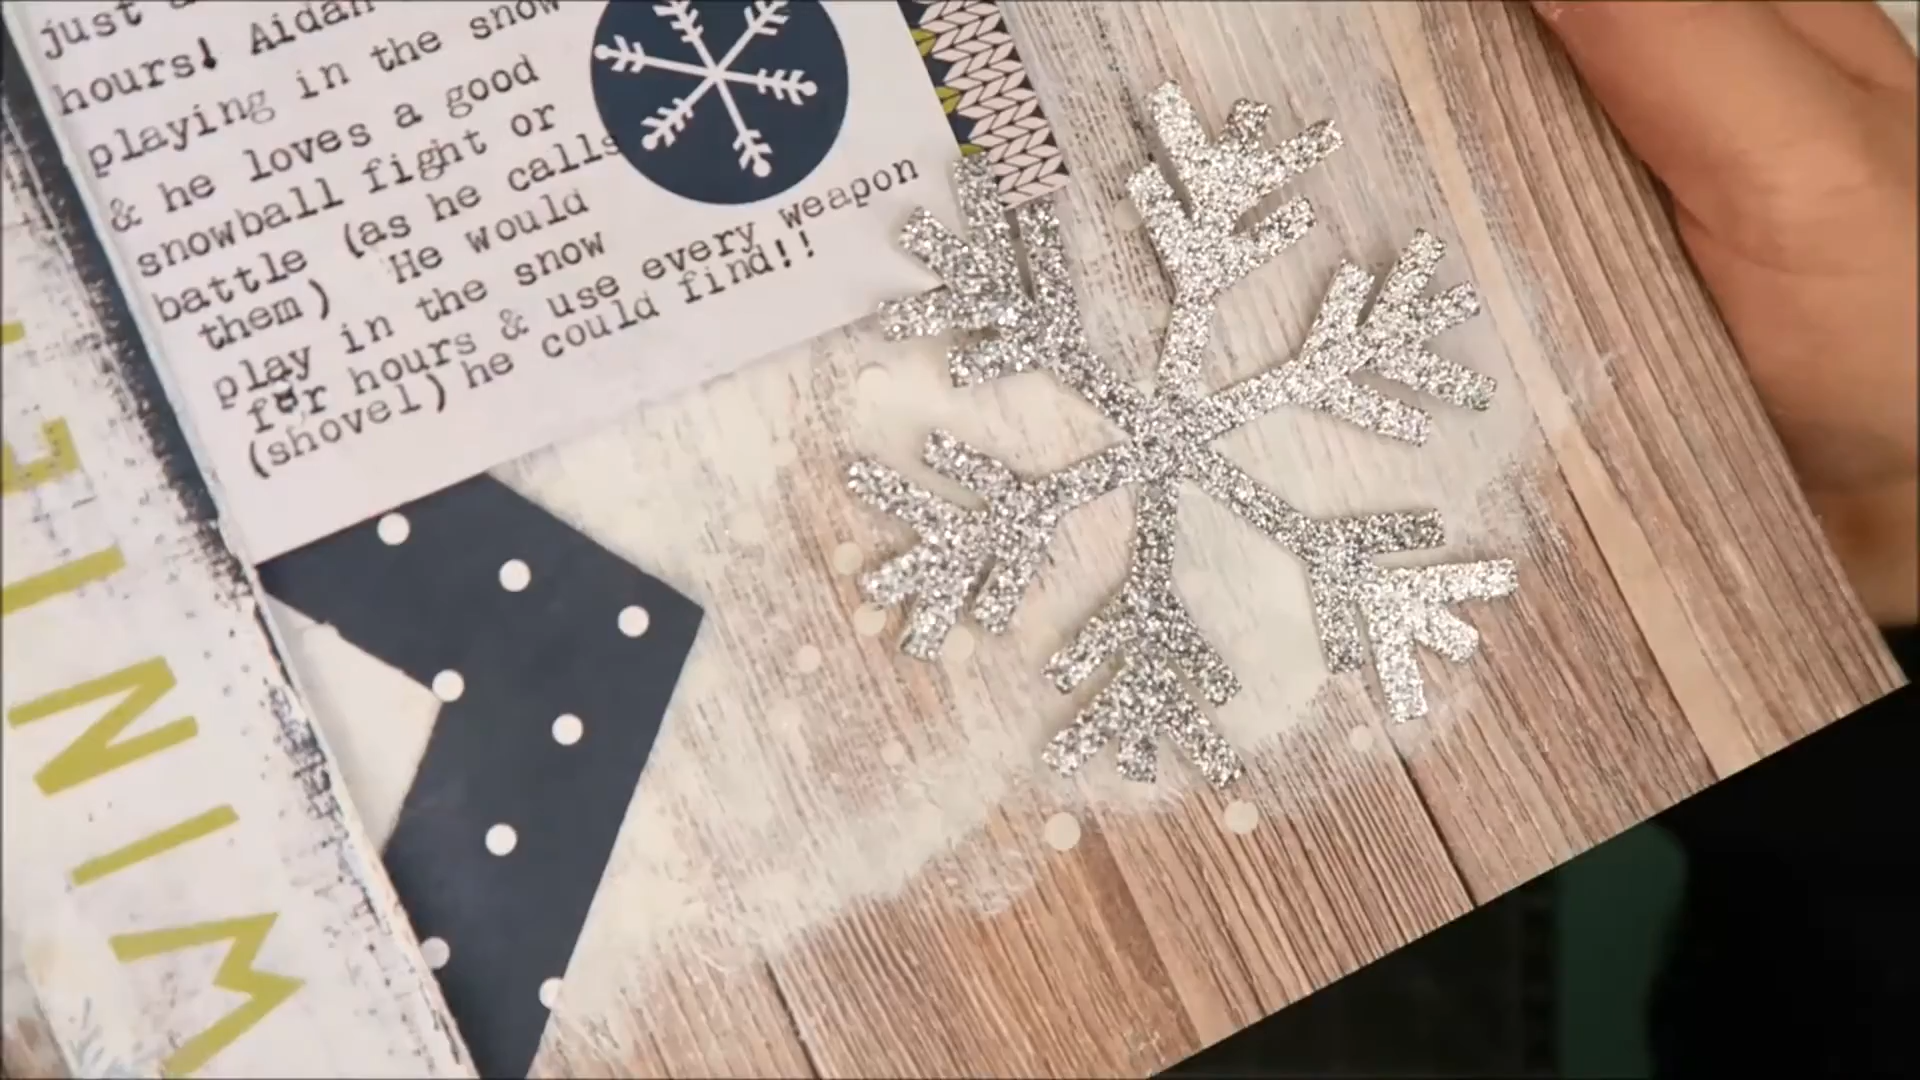 just a
hours! Aidan
playing in the snow
& he loves a good
snowball fight or
battle (as he calls
them) He would
play in the snow
for hours & use every weapon
(shovel) he could find!!
WIN